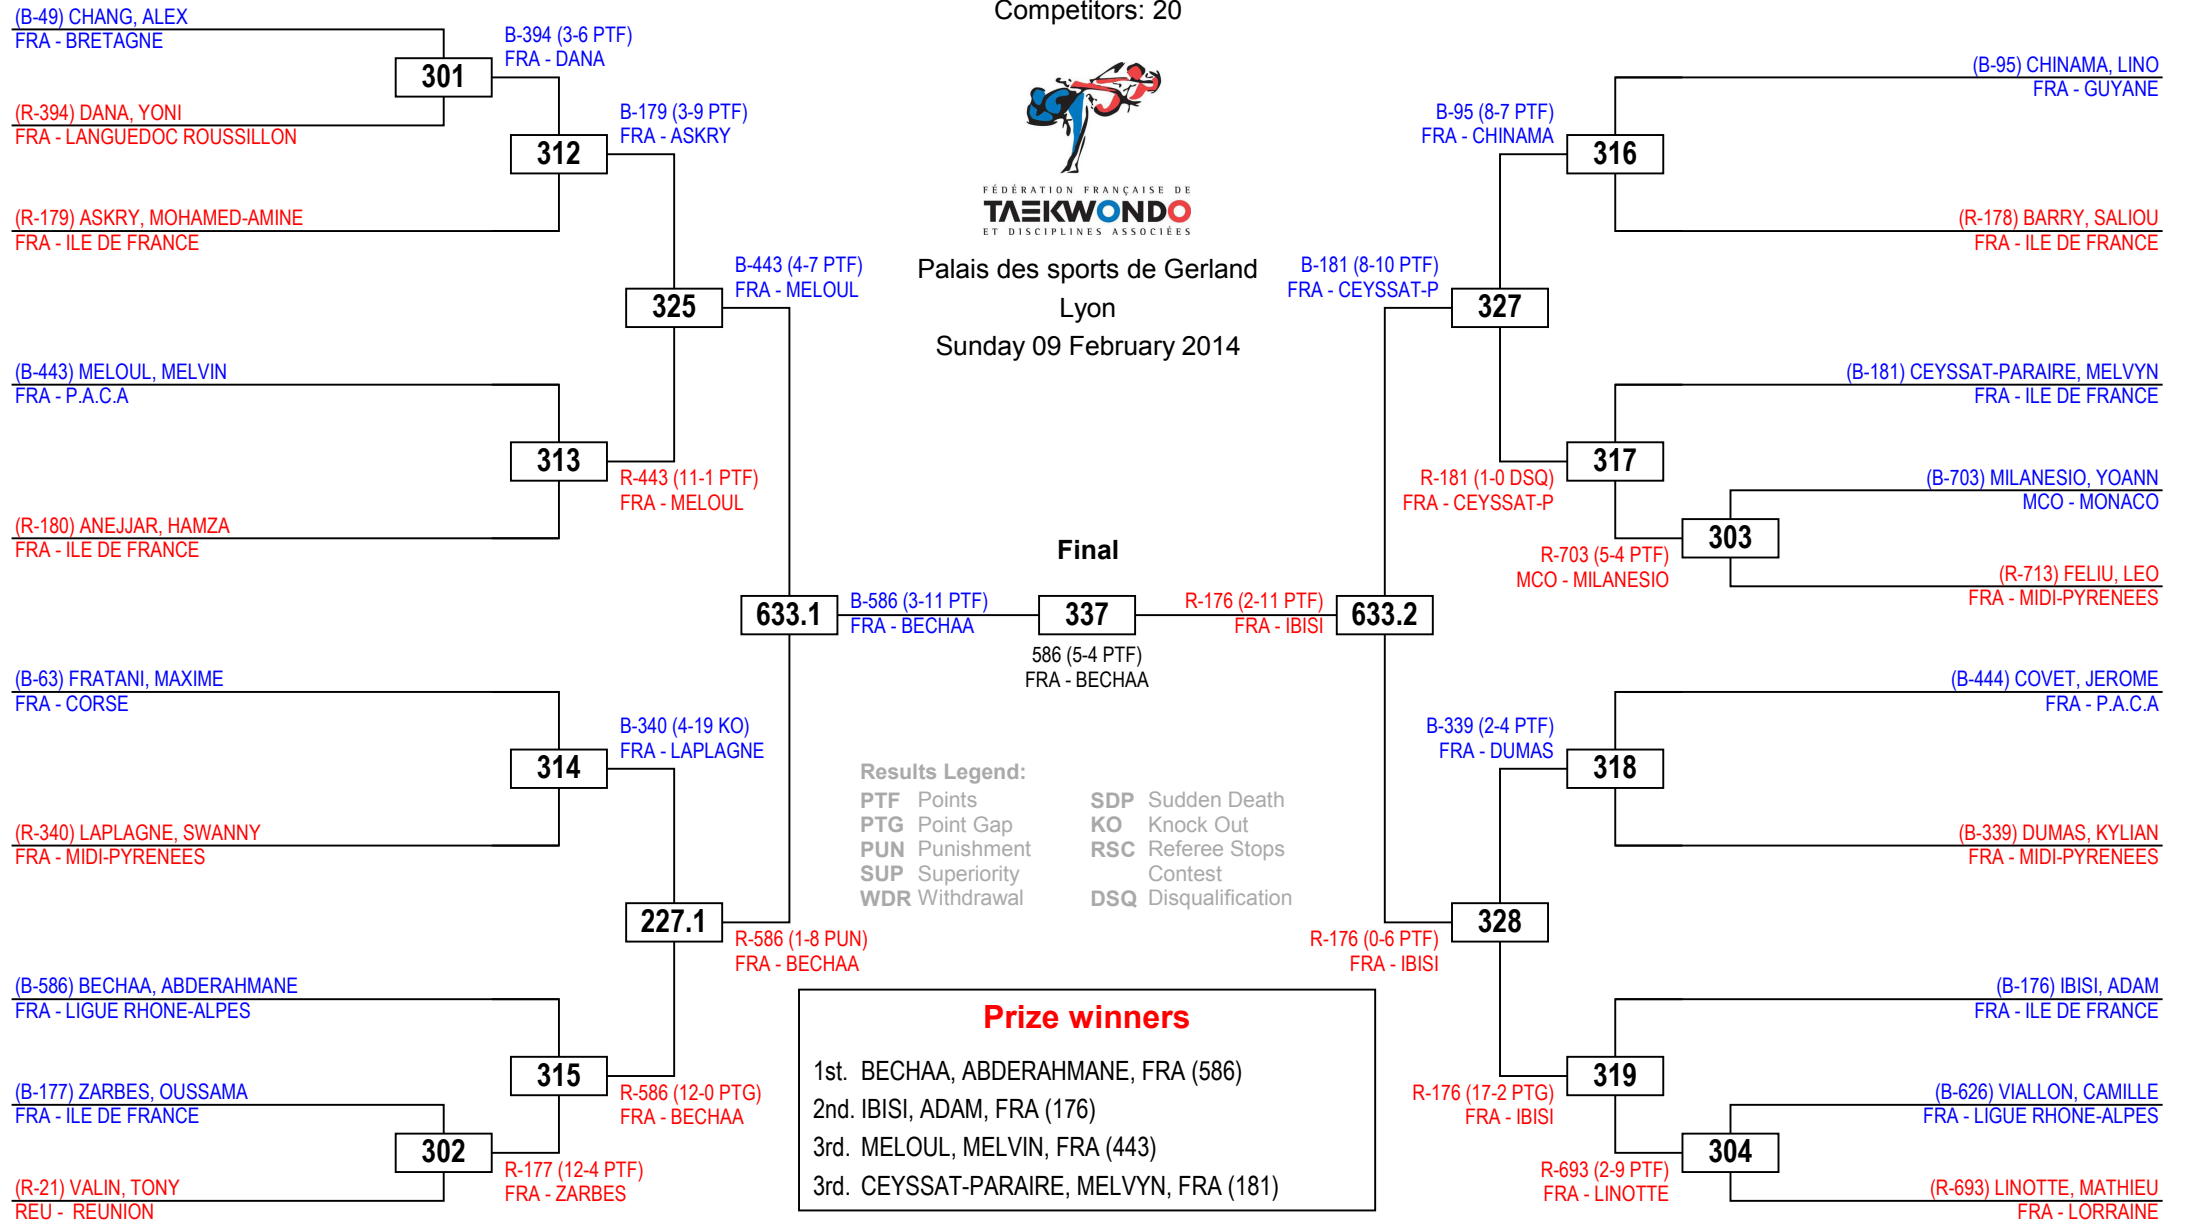 Competitors: 20
FÉDÉRATION FRANÇAISE DE
TAEKWONDO
ET DISCIPLINES ASSOCIÉES
Palais des sports de Gerland
Lyon
Sunday 09 February 2014
(B-49) CHANG, ALEX
FRA - BRETAGNE
301
B-394 (3-6 PTF)
FRA - DANA
(R-394) DANA, YONI
FRA - LANGUEDOC ROUSSILLON
312
B-179 (3-9 PTF)
FRA - ASKRY
(R-179) ASKRY, MOHAMED-AMINE
FRA - ILE DE FRANCE
325
B-443 (4-7 PTF)
FRA - MELOUL
(B-443) MELOUL, MELVIN
FRA - P.A.C.A
313
R-443 (11-1 PTF)
FRA - MELOUL
(R-180) ANEJJAR, HAMZA
FRA - ILE DE FRANCE
633.1
B-586 (3-11 PTF)
FRA - BECHAA
(B-63) FRATANI, MAXIME
FRA - CORSE
314
B-340 (4-19 KO)
FRA - LAPLAGNE
(R-340) LAPLAGNE, SWANNY
FRA - MIDI-PYRENEES
227.1
R-586 (1-8 PUN)
FRA - BECHAA
(B-586) BECHAA, ABDERAHMANE
FRA - LIGUE RHONE-ALPES
315
R-586 (12-0 PTG)
FRA - BECHAA
(B-177) ZARBES, OUSSAMA
FRA - ILE DE FRANCE
302
R-177 (12-4 PTF)
FRA - ZARBES
(R-21) VALIN, TONY
REU - REUNION
Final
337
586 (5-4 PTF)
FRA - BECHAA
(B-95) CHINAMA, LINO
FRA - GUYANE
B-95 (8-7 PTF)
FRA - CHINAMA
316
(R-178) BARRY, SALIOU
FRA - ILE DE FRANCE
B-181 (8-10 PTF)
FRA - CEYSSAT-P
327
(B-181) CEYSSAT-PARAIRE, MELVYN
FRA - ILE DE FRANCE
317
R-181 (1-0 DSQ)
FRA - CEYSSAT-P
(B-703) MILANESIO, YOANN
MCO - MONACO
303
R-703 (5-4 PTF)
MCO - MILANESIO
(R-713) FELIU, LEO
FRA - MIDI-PYRENEES
R-176 (2-11 PTF)
FRA - IBISI
633.2
(B-444) COVET, JEROME
FRA - P.A.C.A
B-339 (2-4 PTF)
FRA - DUMAS
318
(B-339) DUMAS, KYLIAN
FRA - MIDI-PYRENEES
328
R-176 (0-6 PTF)
FRA - IBISI
(B-176) IBISI, ADAM
FRA - ILE DE FRANCE
319
R-176 (17-2 PTG)
FRA - IBISI
(B-626) VIALLON, CAMILLE
FRA - LIGUE RHONE-ALPES
304
R-693 (2-9 PTF)
FRA - LINOTTE
(R-693) LINOTTE, MATHIEU
FRA - LORRAINE
Results Legend:
PTF Points
PTG Point Gap
PUN Punishment
SUP Superiority
WDR Withdrawal
SDP Sudden Death
KO Knock Out
RSC Referee Stops
Contest
DSQ Disqualification
Prize winners
1st. BECHAA, ABDERAHMANE, FRA (586)
2nd. IBISI, ADAM, FRA (176)
3rd. MELOUL, MELVIN, FRA (443)
3rd. CEYSSAT-PARAIRE, MELVYN, FRA (181)